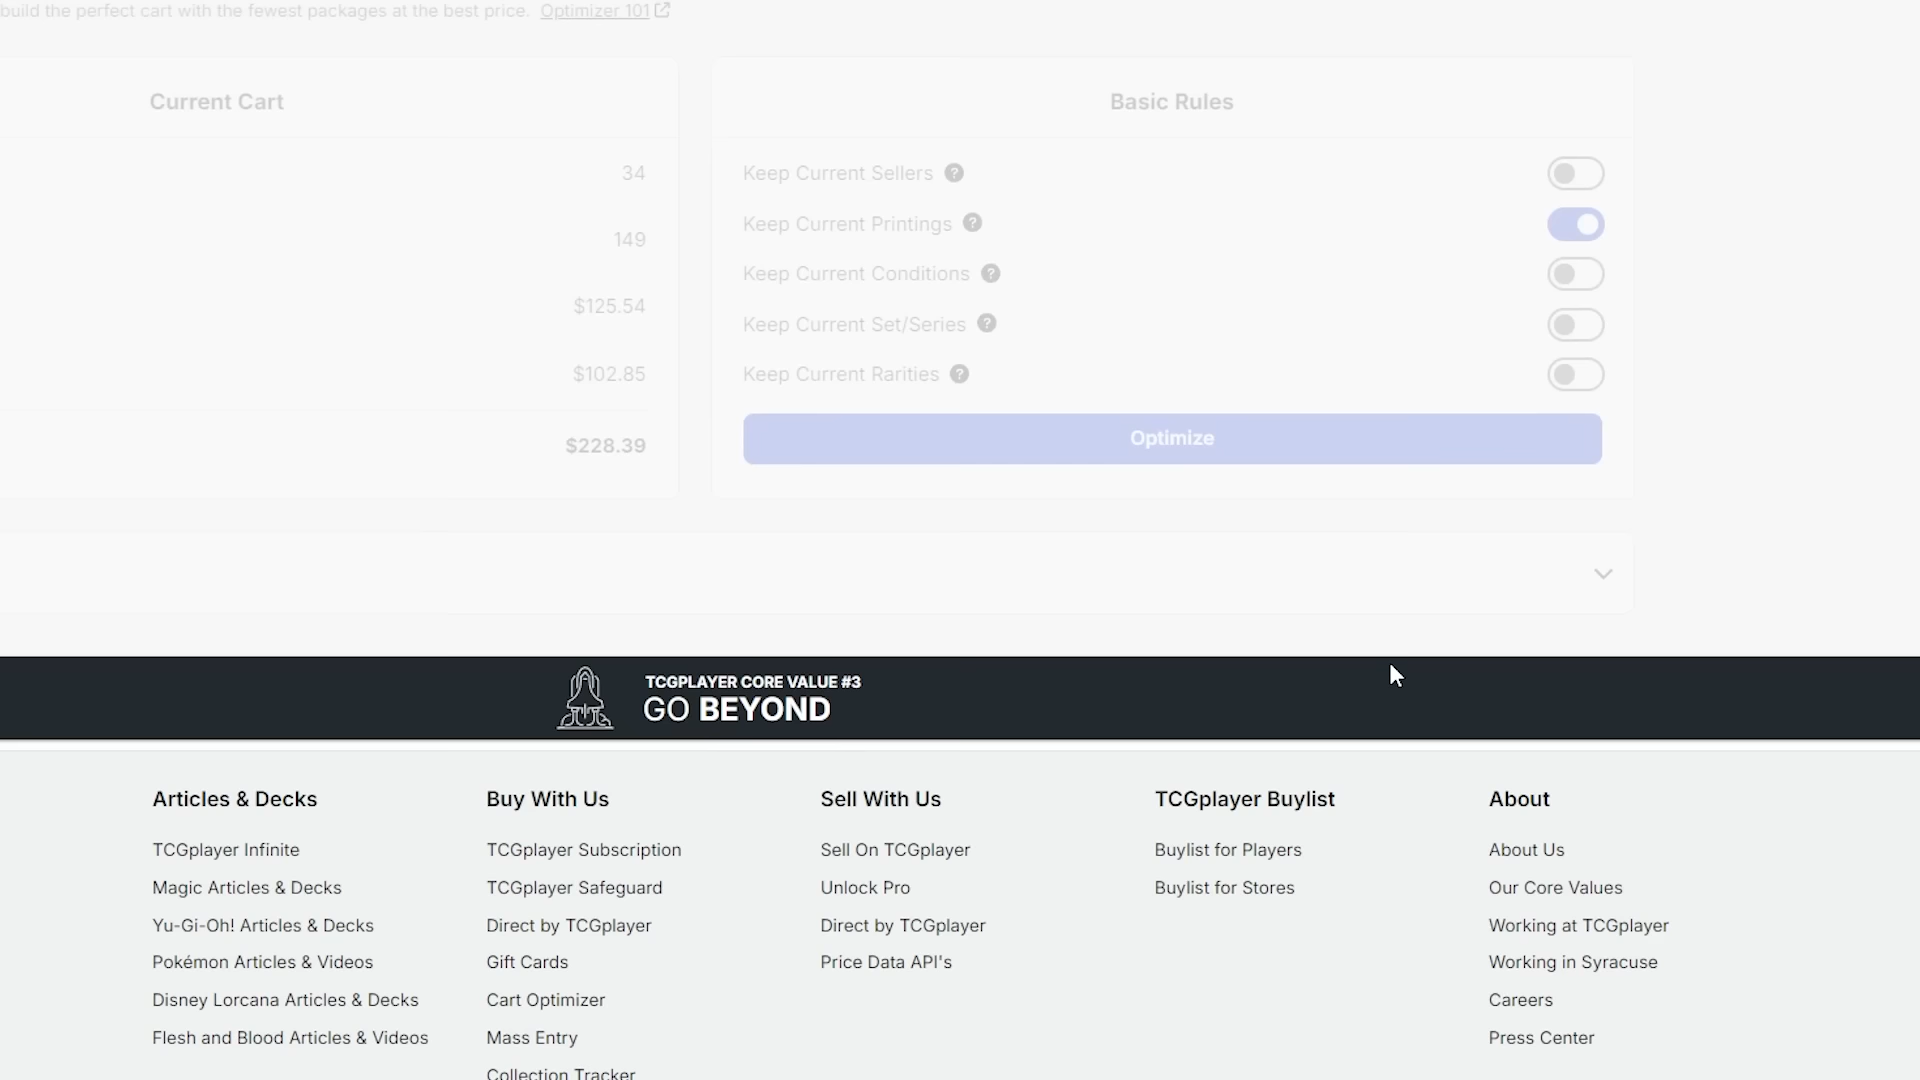 build the perfect cart with the fewest packages at the best price. Optimizer 101
Current Cart
34
149
$125.54
$102.85
$228.39
Basic Rules
Keep Current Sellers ?
Keep Current Printings ?
Keep Current Conditions ?
Keep Current Set/Series ?
Keep Current Rarities ?
Optimize
TCGPLAYER CORE VALUE #3
GO BEYOND
Articles & Decks
TCGplayer Infinite
Magic Articles & Decks
Yu-Gi-Oh! Articles & Decks
Pokémon Articles & Videos
Disney Lorcana Articles & Decks
Flesh and Blood Articles & Videos
Buy With Us
TCGplayer Subscription
TCGplayer Safeguard
Direct by TCGplayer
Gift Cards
Cart Optimizer
Mass Entry
Collection Tracker
Sell With Us
Sell On TCGplayer
Unlock Pro
Direct by TCGplayer
Price Data API's
TCGplayer Buylist
Buylist for Players
Buylist for Stores
About
About Us
Our Core Values
Working at TCGplayer
Working in Syracuse
Careers
Press Center